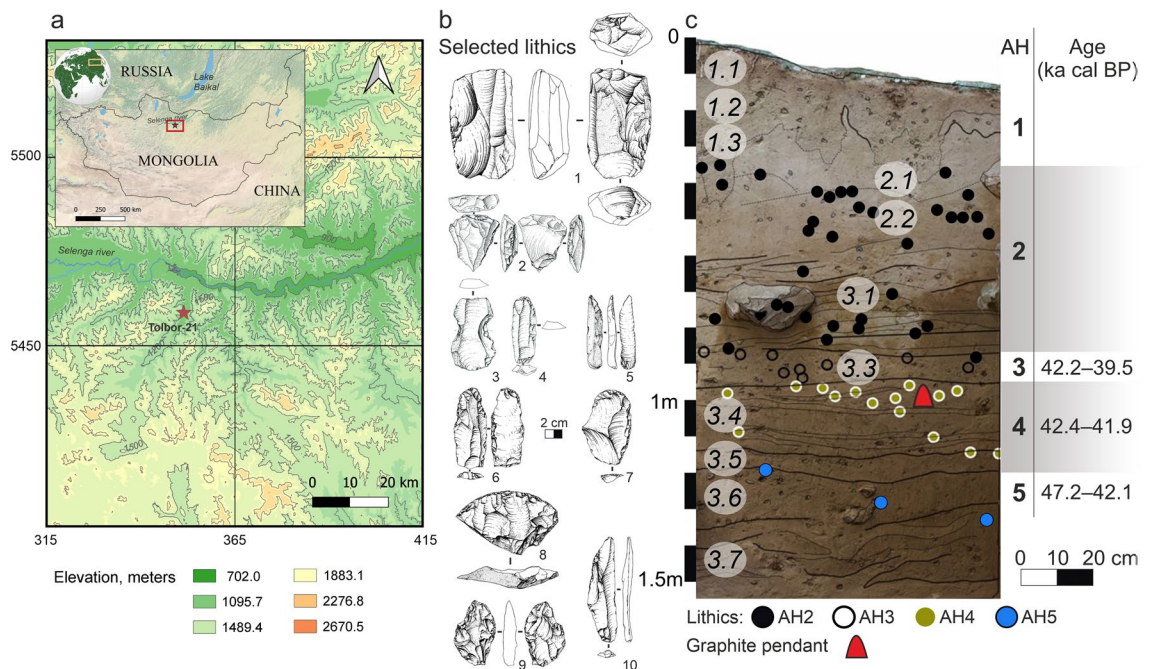 a
RUSSIA
Lake
Baikal
Selenga river
MONGOLIA
CHINA
0 250 500 km
5500
5450
1500
900
Selenga river
1500
Tolbor-21
1500
1500
0 10 20 km
315 365 415
Elevation, meters
702.0
1095.7
1489.4
1883.1
2276.8
2670.5
b
Selected lithics
1
2
3
4
5
2 cm
6
7
8
9
10
c
0
1m
1.5m
1.1
1.2
1.3
2.1
2.2
3.1
3.3
3.4
3.5
3.6
3.7
AH Age
(ka cal BP)
1
2
3 42.2–39.5
4 42.4–41.9
5 47.2–42.1
0 10 20 cm
Lithics: AH2 AH3 AH4 AH5
Graphite pendant